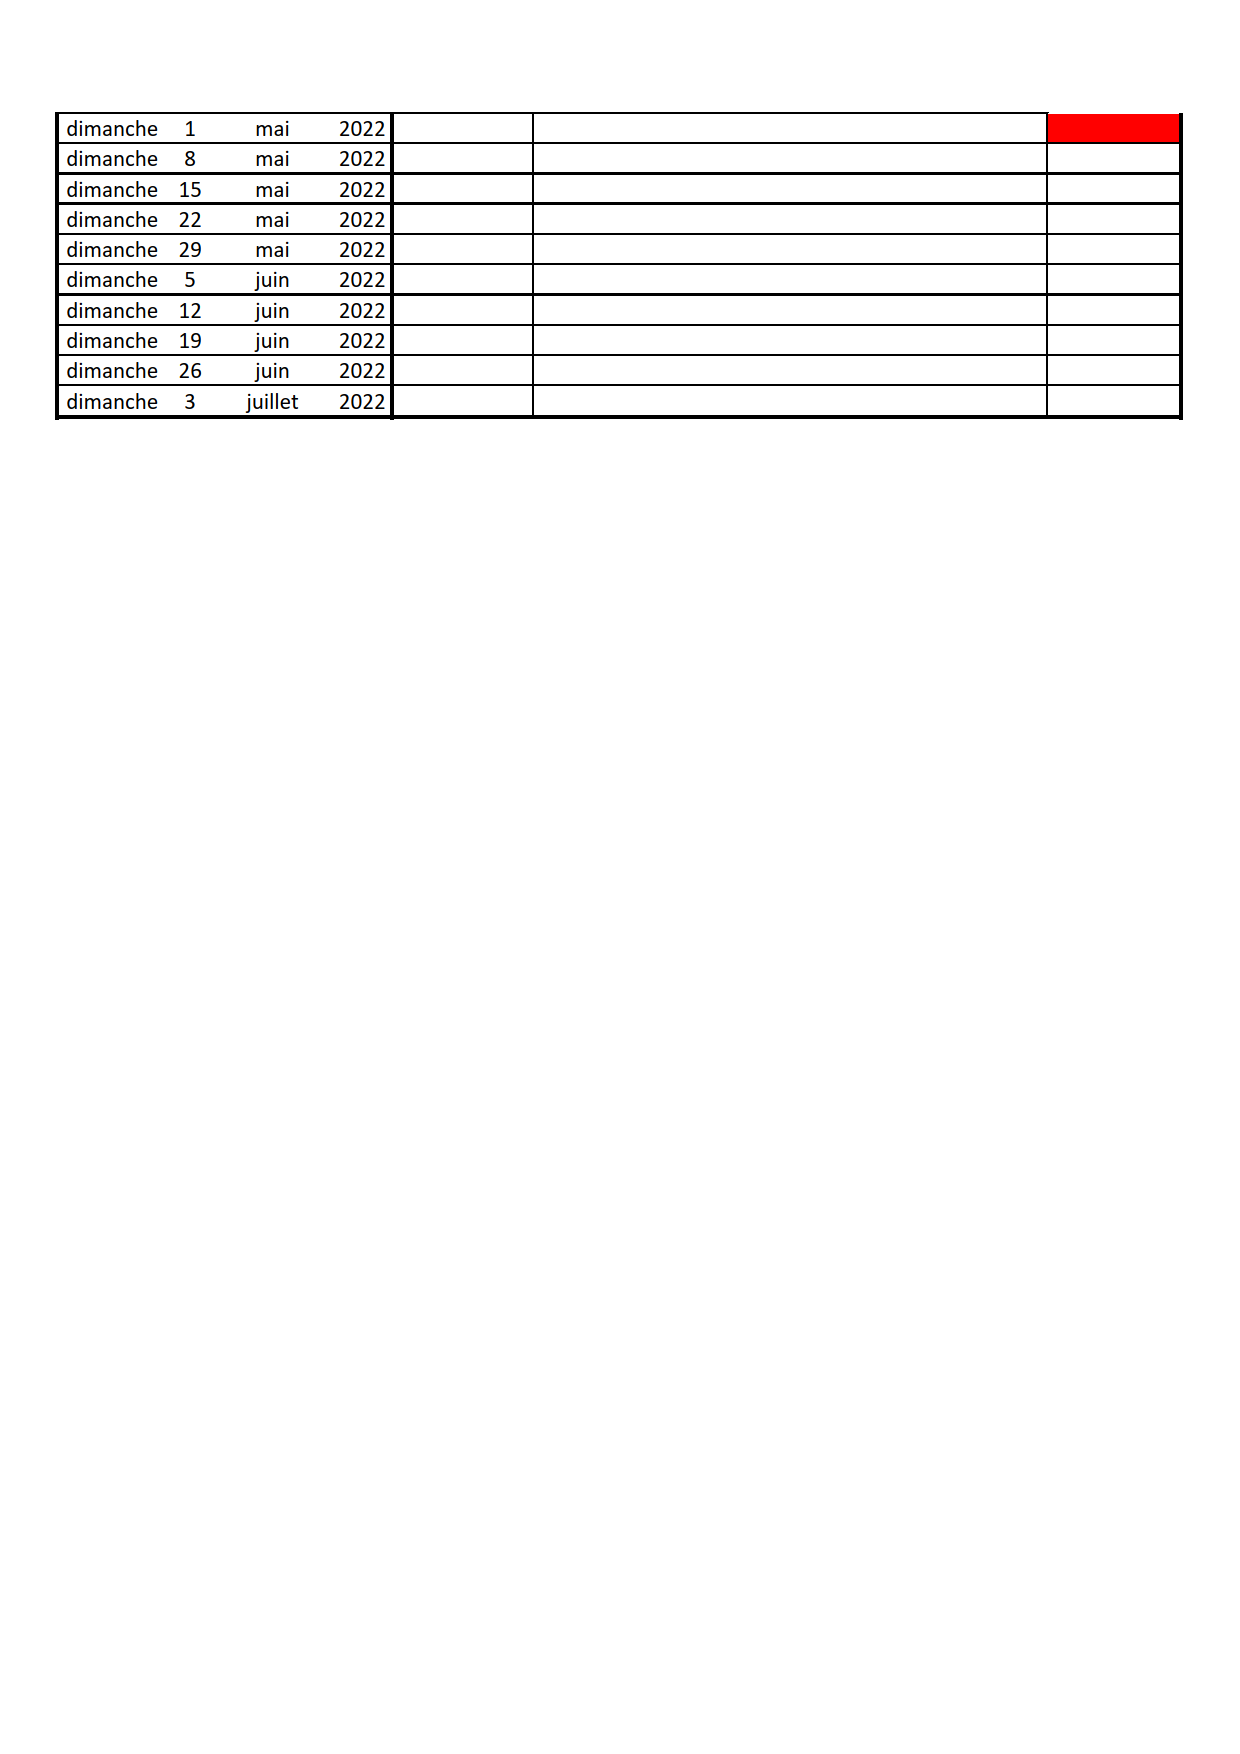 dimanche 1 mai 2022
dimanche 8 mai 2022
dimanche 15 mai 2022
dimanche 22 mai 2022
dimanche 29 mai 2022
dimanche 5 juin 2022
dimanche 12 juin 2022
dimanche 19 juin 2022
dimanche 26 juin 2022
dimanche 3 juillet 2022